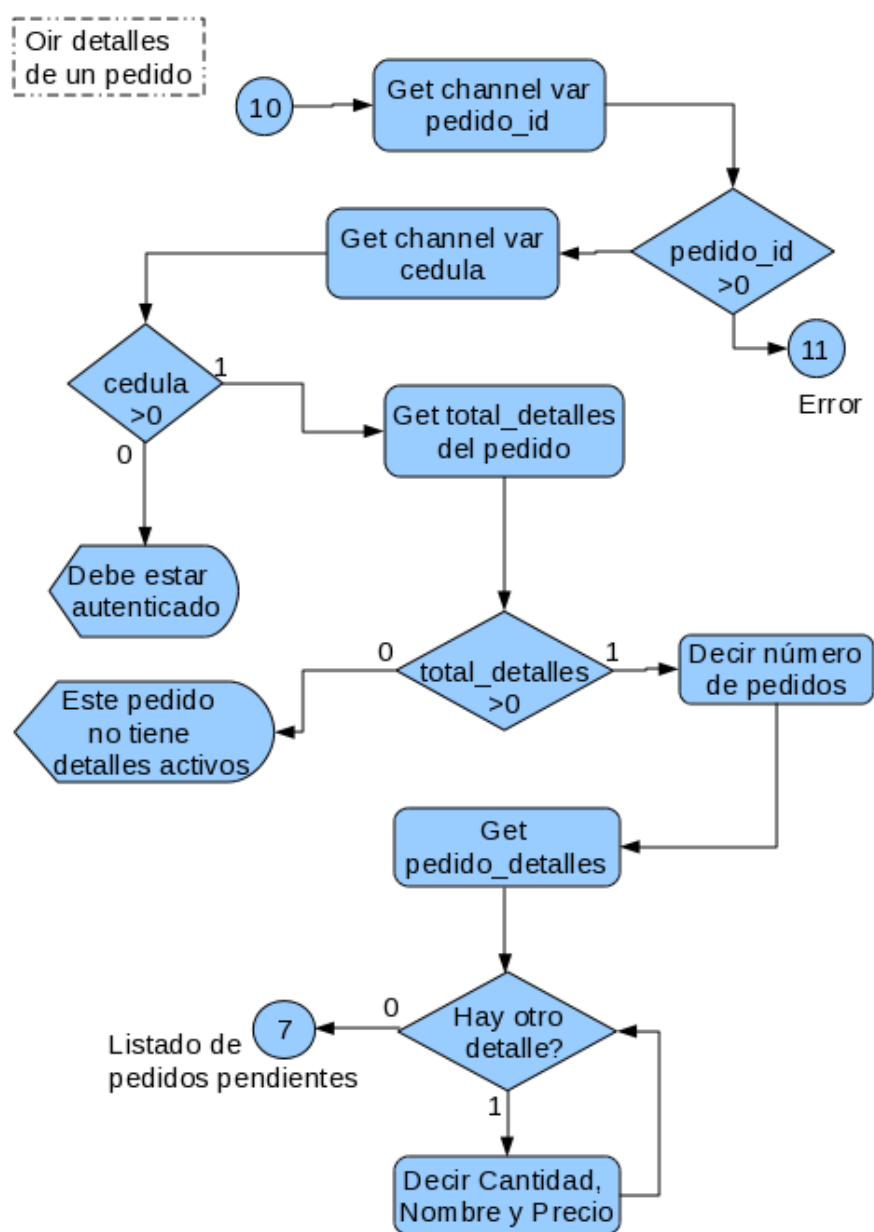 Oir detalles
de un pedido
10
Get channel var
pedido_id
Get channel var
cedula
pedido_id
>0
11
Error
cedula
>0
1
0
Get total_detalles
del pedido
Debe estar
autenticado
0
total_detalles
>0
1
Decir número
de pedidos
Este pedido
no tiene
detalles activos
Get
pedido_detalles
Hay otro
detalle?
0
7
Listado de
pedidos pendientes
1
Decir Cantidad,
Nombre y Precio